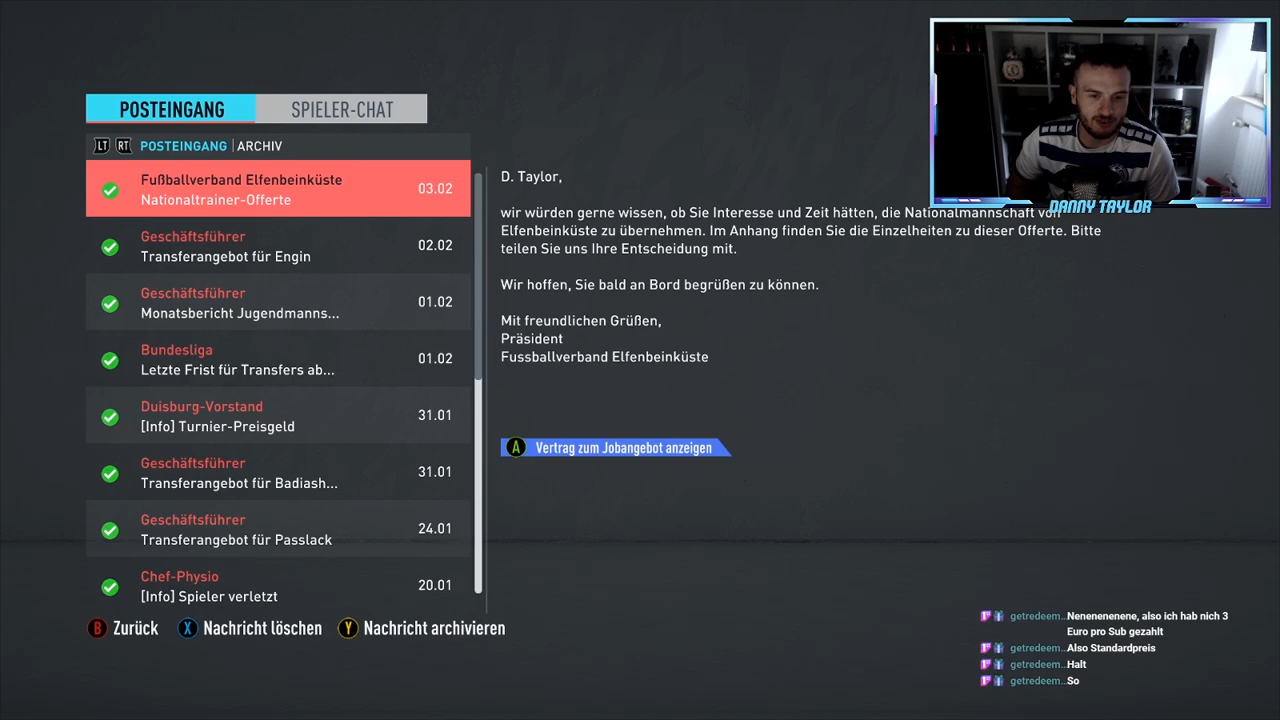 POSTEINGANG SPIELER-CHAT
LT RT POSTEINGANG | ARCHIV
Fußballverband Elfenbeinküste
Nationaltrainer-Offerte
03.02
Geschäftsführer
Transferangebot für Engin
02.02
Geschäftsführer
Monatsbericht Jugendmanns...
01.02
Bundesliga
Letzte Frist für Transfers ab...
01.02
Duisburg-Vorstand
[Info] Turnier-Preisgeld
31.01
Geschäftsführer
Transferangebot für Badiash...
31.01
Geschäftsführer
Transferangebot für Passlack
24.01
Chef-Physio
[Info] Spieler verletzt
20.01
B Zurück X Nachricht löschen Y Nachricht archivieren
D. Taylor,
wir würden gerne wissen, ob Sie Interesse und Zeit hätten, die Nationalmannschaft von
Elfenbeinküste zu übernehmen. Im Anhang finden Sie die Einzelheiten zu dieser Offerte. Bitte
teilen Sie uns Ihre Entscheidung mit.
Wir hoffen, Sie bald an Bord begrüßen zu können.
Mit freundlichen Grüßen,
Präsident
Fussballverband Elfenbeinküste
A Vertrag zum Jobangebot anzeigen
DANNY TAYLOR
getredeem.. Nenenenenene, also ich hab nich 3
Euro pro Sub gezahlt
getredeem.. Also Standardpreis
getredeem.. Halt
getredeem.. So